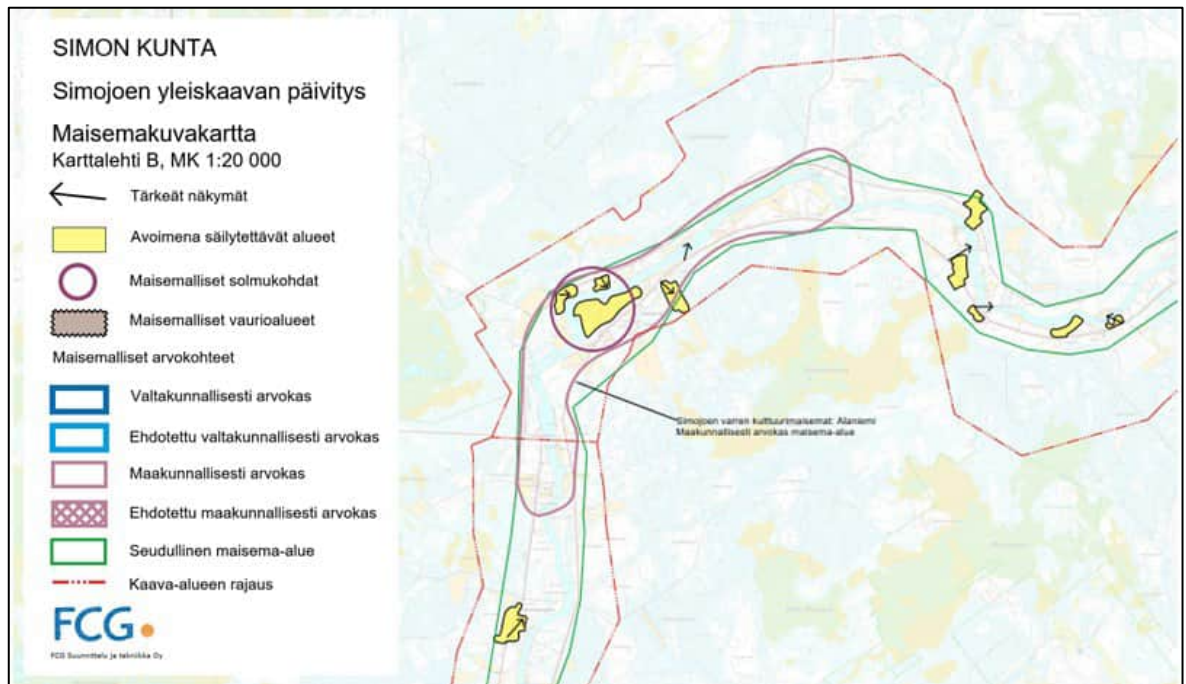 SIMON KUNTA
Simojoen yleiskaavan päivitys
Maisemakuvakartta
Karttalehti B, MK 1:20 000
Tärkeät näkymät
Avoimena säilytettävät alueet
Maisemalliset solmukohdat
Maisemalliset vaurioalueet
Maisemalliset arvokohteet
Valtakunnallisesti arvokas
Ehdotettu valtakunnallisesti arvokas
Maakunnallisesti arvokas
Ehdotettu maakunnallisesti arvokas
Seudullinen maisema-alue
Kaava-alueen rajaus
FCG
FCG Suunnittelu ja tekniikka Oy
Simojoen varren kulttuurimaisemat: Alaniemi
Maakunnallisesti arvokas maisema-alue